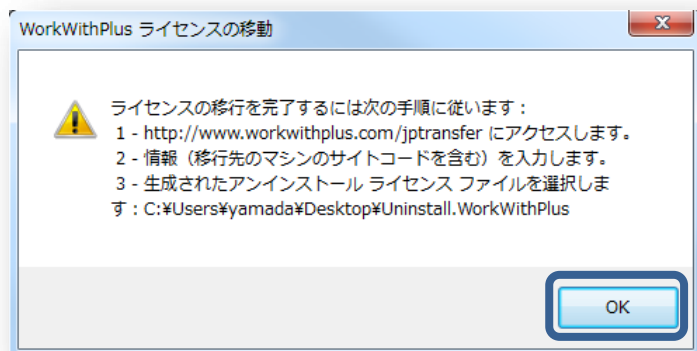 WorkWithPlus ライセンスの移動
ライセンスの移行を完了するには次の手順に従います：
1 - http://www.workwithplus.com/jptransfer にアクセスします。
2 - 情報（移行先のマシンのサイトコードを含む）を入力します。
3 - 生成されたアンインストール ライセンス ファイルを選択しま
す：C:¥Users¥yamada¥Desktop¥Uninstall.WorkWithPlus
OK